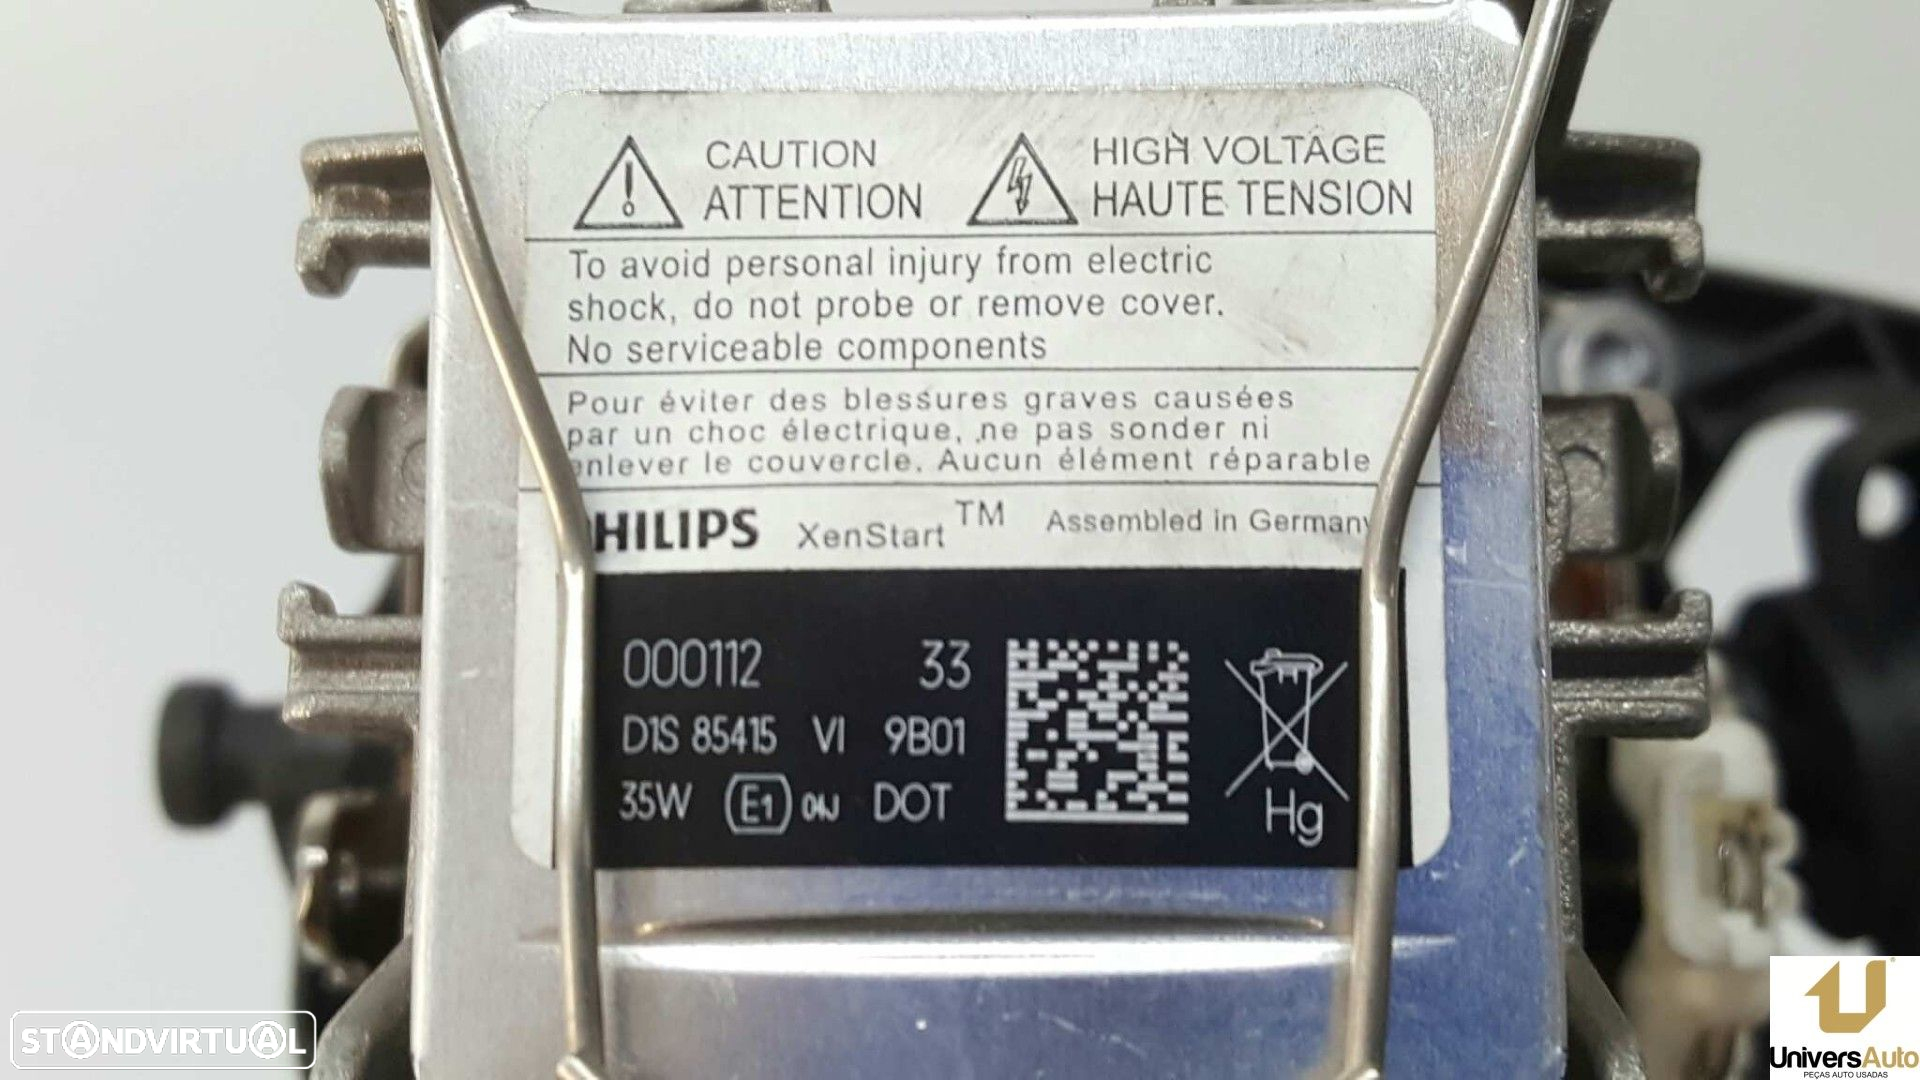 CAUTION
ATTENTION
HIGH VOLTAGE
HAUTE TENSION
To avoid personal injury from electric
shock, do not probe or remove cover.
No serviceable components
Pour éviter des blessures graves causées
par un choc électrique, ne pas sonder ni
enlever le couvercle. Aucun élément réparable
PHILIPS XenStart TM Assembled in Germany
000112 33
D1S 85415 VI 9B01
35W E1 DOT
Hg
STANDVIRTUAL
UniversAuto
PEÇAS AUTO USADAS